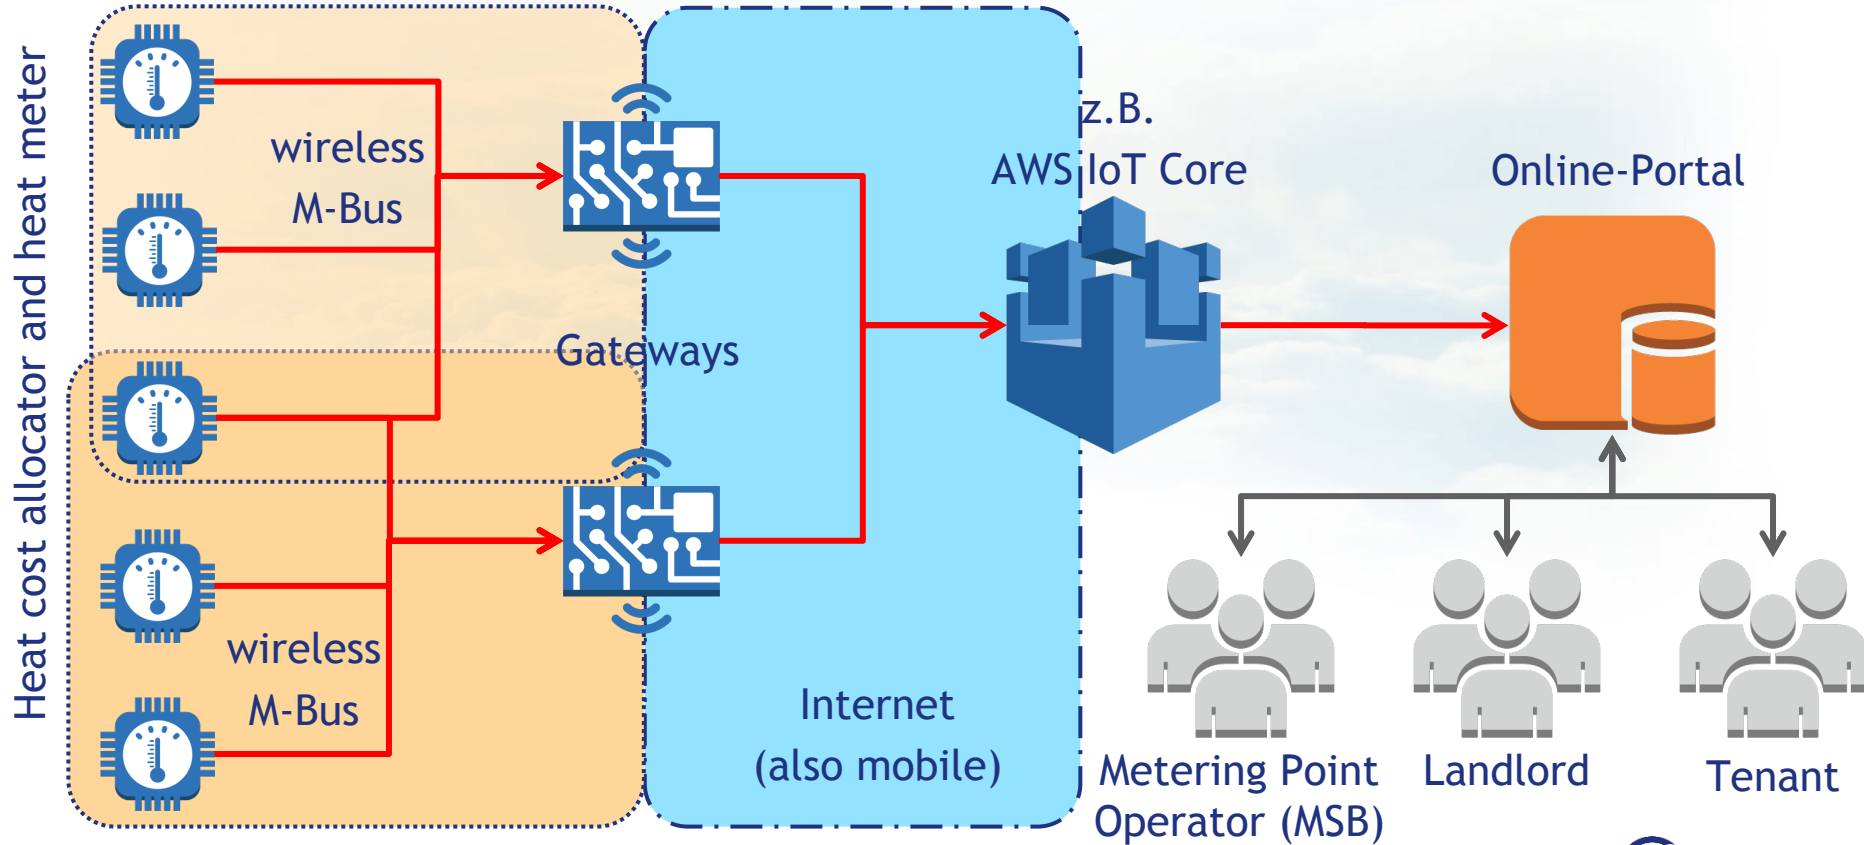 Heat cost allocator and heat meter
wireless
M-Bus
Gateways
wireless
M-Bus
Internet
(also mobile)
z.B.
AWS IoT Core
Online-Portal
Metering Point
Operator (MSB)
Landlord
Tenant